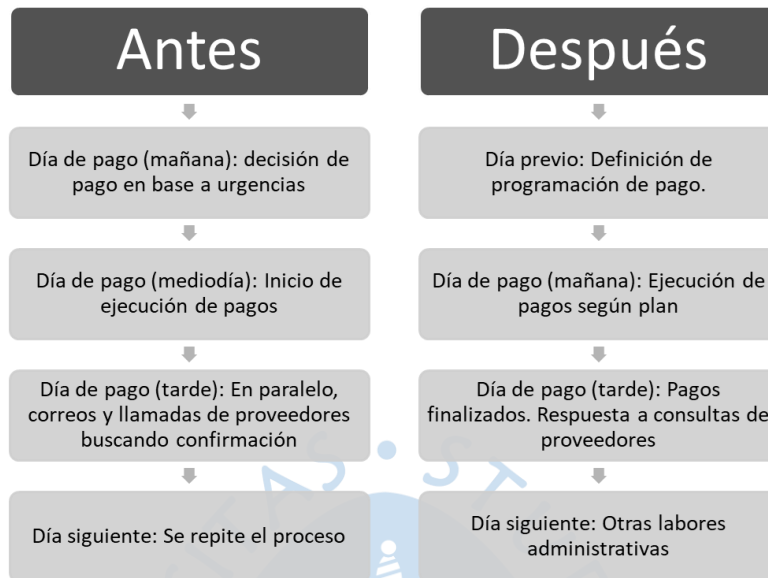 Antes
Día de pago (mañana): decisión de
pago en base a urgencias
Día de pago (mediodía): Inicio de
ejecución de pagos
Día de pago (tarde): En paralelo,
correos y llamadas de proveedores
buscando confirmación
Día siguiente: Se repite el proceso
Después
Día previo: Definición de
programación de pago.
Día de pago (mañana): Ejecución de
pagos según plan
Día de pago (tarde): Pagos
finalizados. Respuesta a consultas de
proveedores
Día siguiente: Otras labores
administrativas